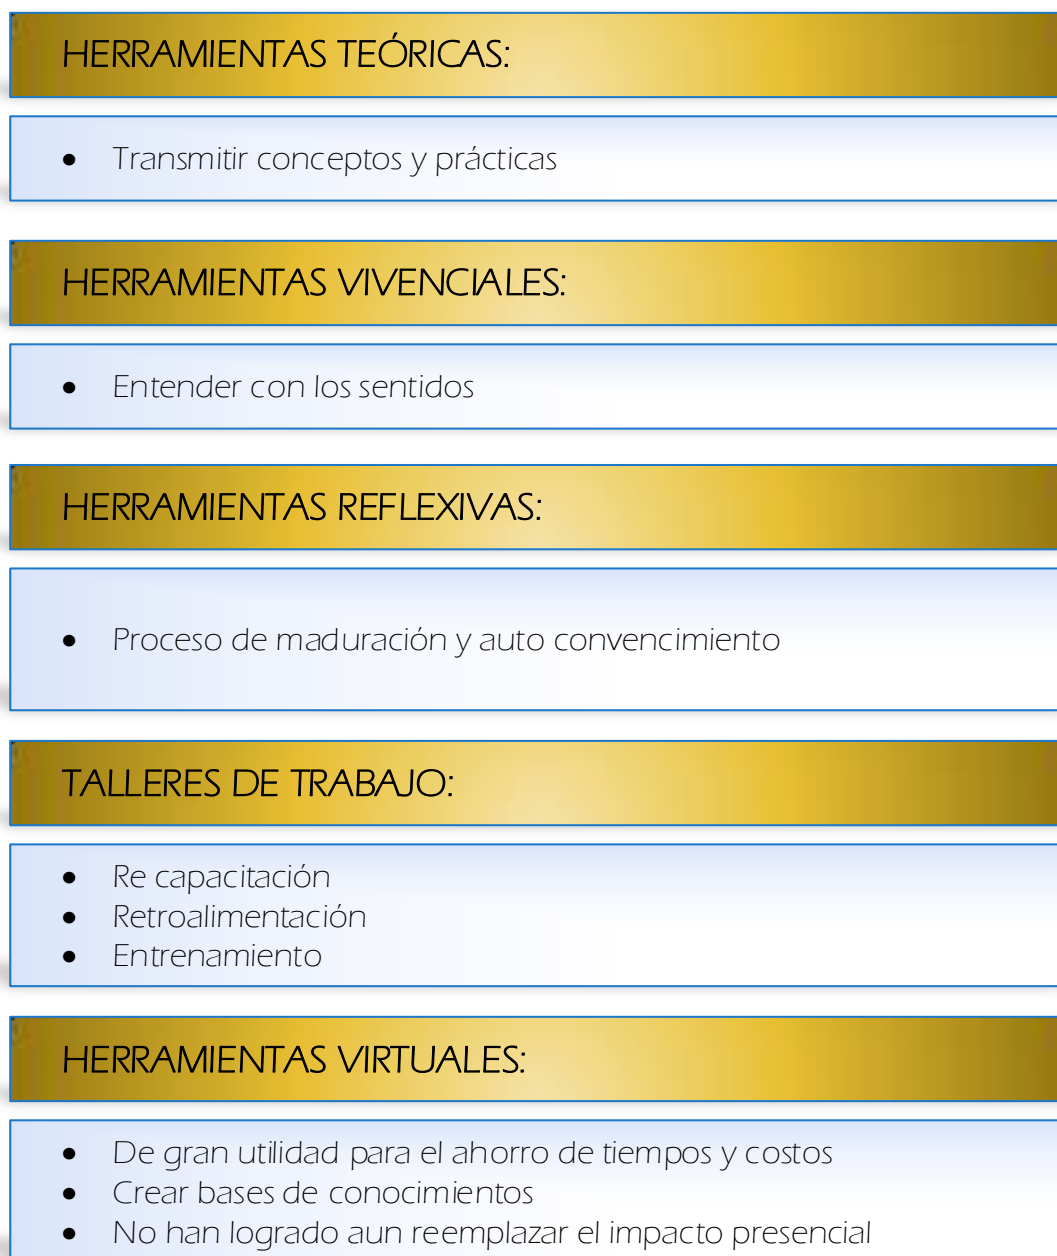 HERRAMIENTAS TEÓRICAS:
• Transmitir conceptos y prácticas
HERRAMIENTAS VIVENCIALES:
• Entender con los sentidos
HERRAMIENTAS REFLEXIVAS:
• Proceso de maduración y auto convencimiento
TALLERES DE TRABAJO:
• Re capacitación
• Retroalimentación
• Entrenamiento
HERRAMIENTAS VIRTUALES:
• De gran utilidad para el ahorro de tiempos y costos
• Crear bases de conocimientos
• No han logrado aun reemplazar el impacto presencial